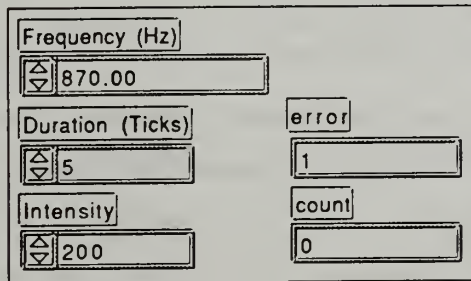 Frequency (Hz)
870.00
Duration (Ticks)
5
Intensity
200
error
1
count
0